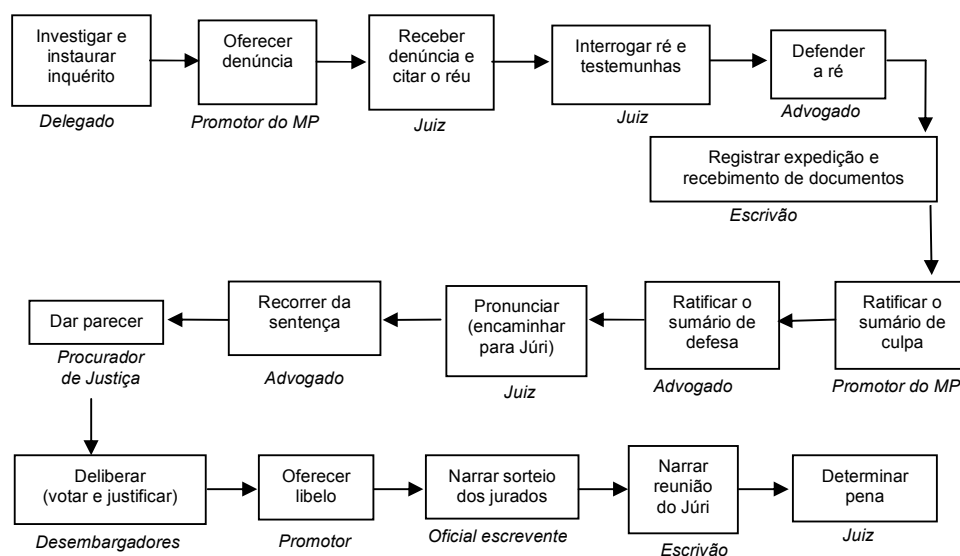 Investigar e
instaurar
inquérito
Delegado
Oferecer
denúncia
Promotor do MP
Receber
denúncia e
citar o réu
Juiz
Interrogar ré e
testemunhas
Juiz
Defender
a ré
Advogado
Registrar expedição e
recebimento de documentos
Escrivão
Ratificar o
sumário de
culpa
Promotor do MP
Ratificar o
sumário de
defesa
Advogado
Pronunciar
(encaminhar
para Júri)
Juiz
Recorrer da
sentença
Advogado
Dar parecer
Procurador
de Justiça
Deliberar
(votar e justificar)
Desembargadores
Oferecer
libelo
Promotor
Narrar sorteio
dos jurados
Oficial escrevente
Narrar
reunião
do Júri
Escrivão
Determinar
pena
Juiz